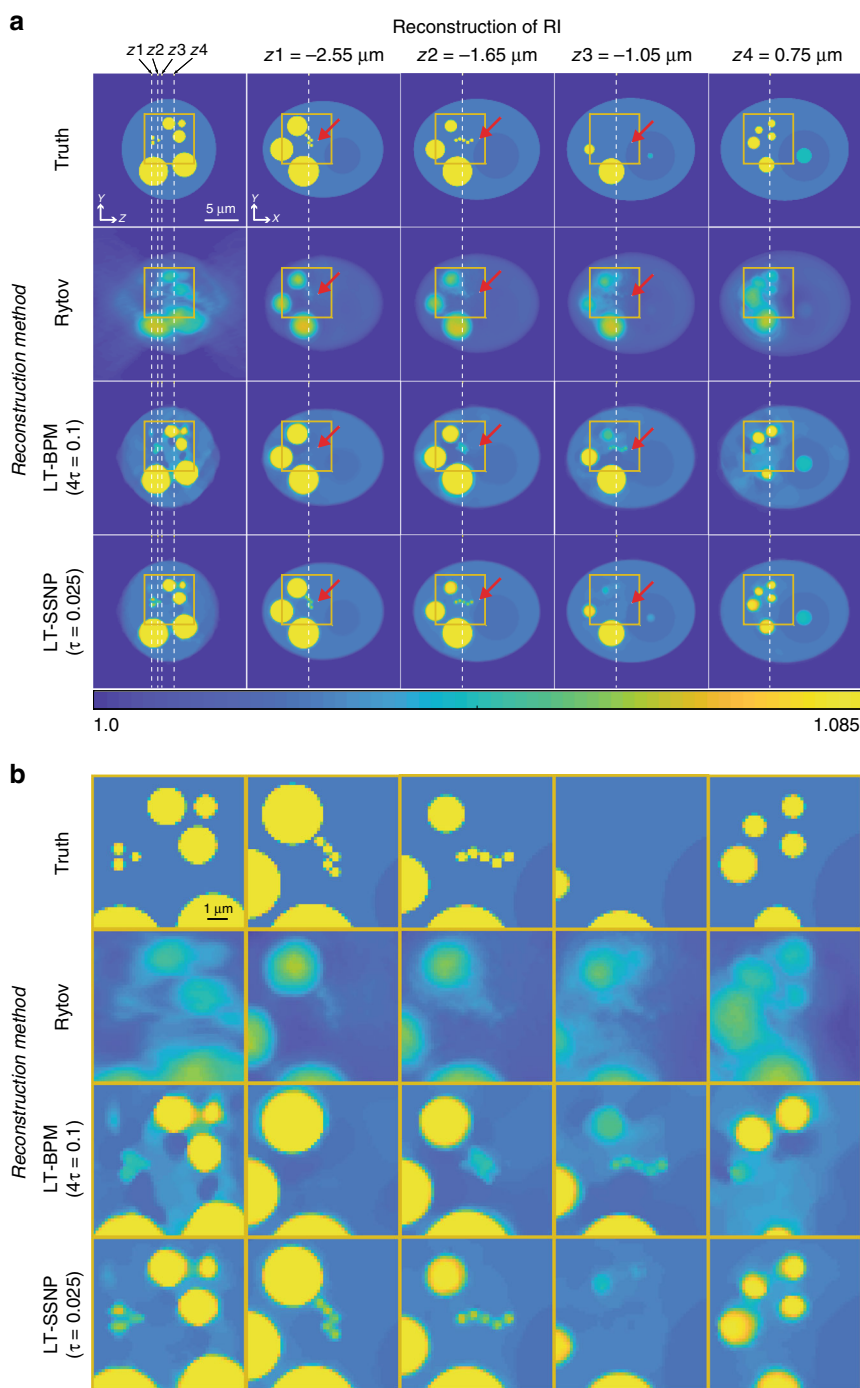 a
Reconstruction of RI
z1 z2 z3 z4
z1 = −2.55 μm
z2 = −1.65 μm
z3 = −1.05 μm
z4 = 0.75 μm
Truth
Y
Z
5 μm
Y
X
Reconstruction method
Rytov
LT-BPM
(4τ = 0.1)
LT-SSNP
(τ = 0.025)
1.0
1.085
b
Truth
1 μm
Reconstruction method
Rytov
LT-BPM
(4τ = 0.1)
LT-SSNP
(τ = 0.025)